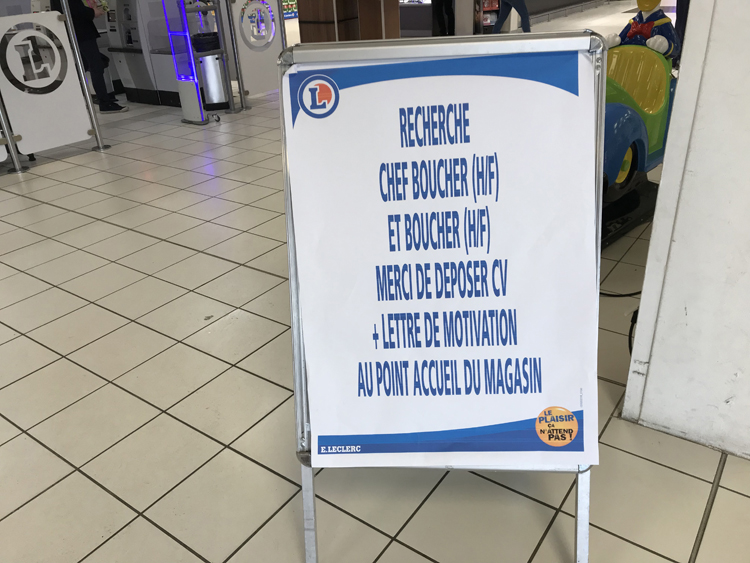 L
L
RECHERCHE
CHEF BOUCHER (H/F)
ET BOUCHER (H/F)
MERCI DE DEPOSER CV
+ LETTRE DE MOTIVATION
AU POINT ACCUEIL DU MAGASIN
LE
PLAISIR
ÇA
N'ATTEND
PAS !
E.LECLERC